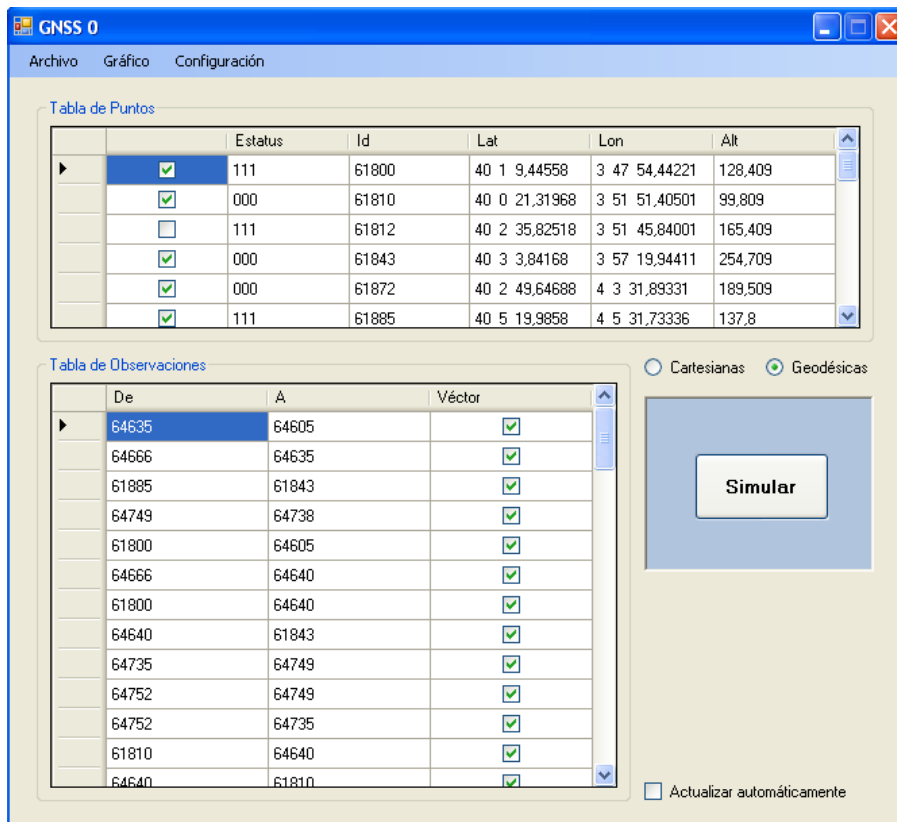 GNSS 0
Archivo Gráfico Configuración
Tabla de Puntos
Estatus Id Lat Lon Alt
111 61800 40 1 9,44558 3 47 54,44221 128,409
000 61810 40 0 21,31968 3 51 51,40501 99,809
111 61812 40 2 35,82518 3 51 45,84001 165,409
000 61843 40 3 3,84168 3 57 19,94411 254,709
000 61872 40 2 49,64688 4 3 31,89331 189,509
111 61885 40 5 19,9858 4 5 31,73336 137,8
Tabla de Observaciones
Cartesianas Geodésicas
De A Véctor
64635 64605
64666 64635
61885 61843
64749 64738
61800 64605
64666 64640
61800 64640
64640 61843
64735 64749
64752 64749
64752 64735
61810 64640
64640 61810
Simular
Actualizar automáticamente